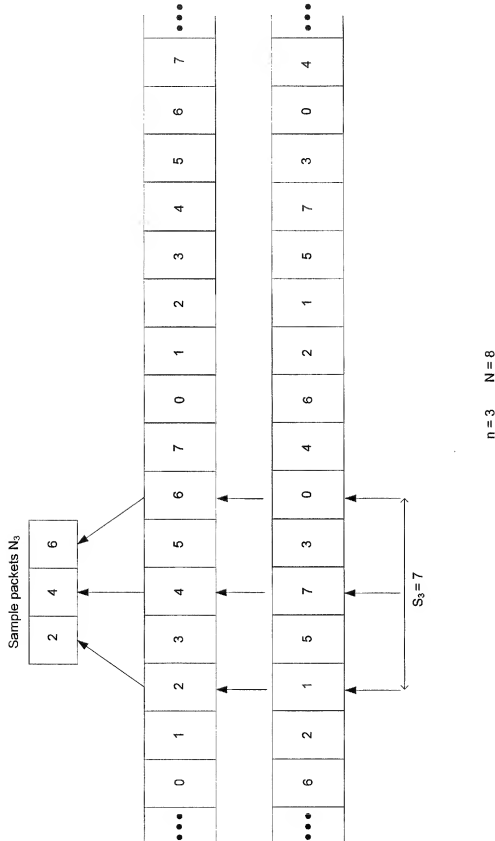 Sample packets N₃
2 4 6
••• 0 1 2 3 4 5 6 7 0 1 2 3 4 5 6 7 •••
••• 6 2 1 5 7 3 0 4 6 2 1 5 7 3 0 4 •••
S₃ = 7
n = 3 N = 8